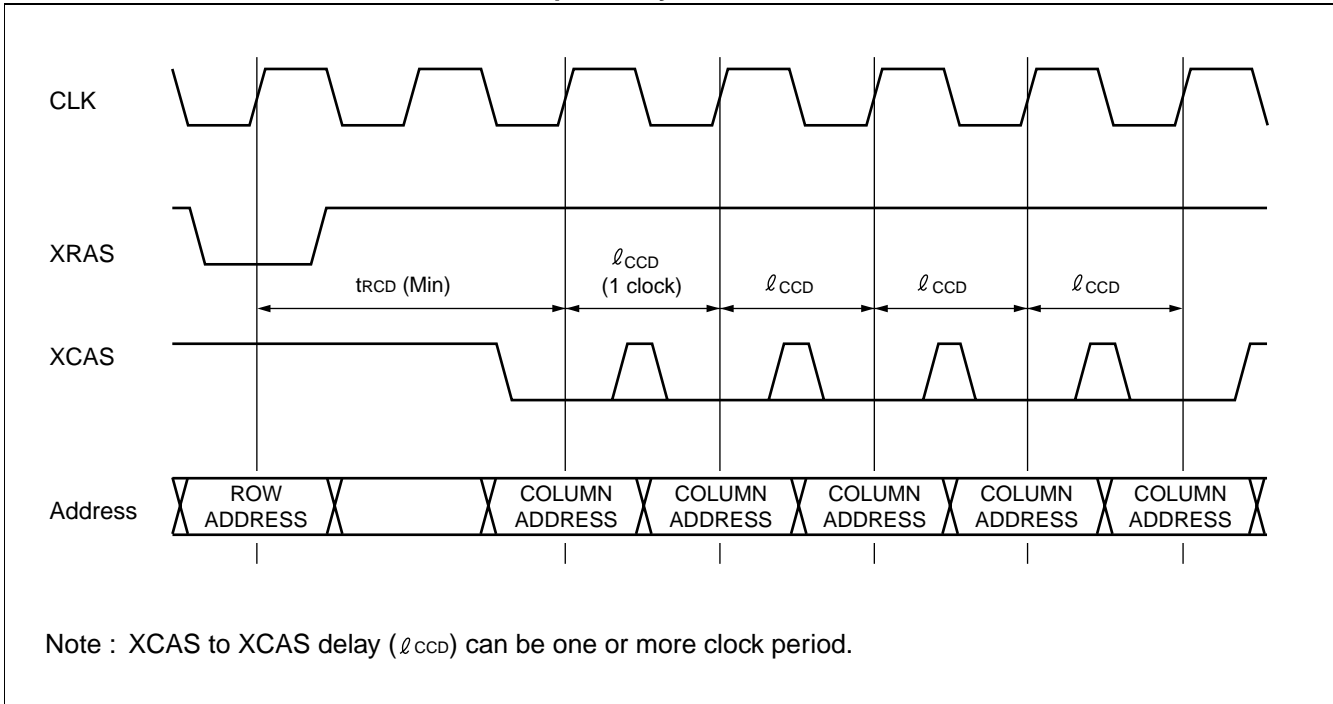 CLK
XRAS
tRCD (Min)
ℓCCD
(1 clock)
ℓCCD
ℓCCD
ℓCCD
XCAS
Address
ROW
ADDRESS
COLUMN
ADDRESS
COLUMN
ADDRESS
COLUMN
ADDRESS
COLUMN
ADDRESS
COLUMN
ADDRESS
Note : XCAS to XCAS delay (ℓCCD) can be one or more clock period.